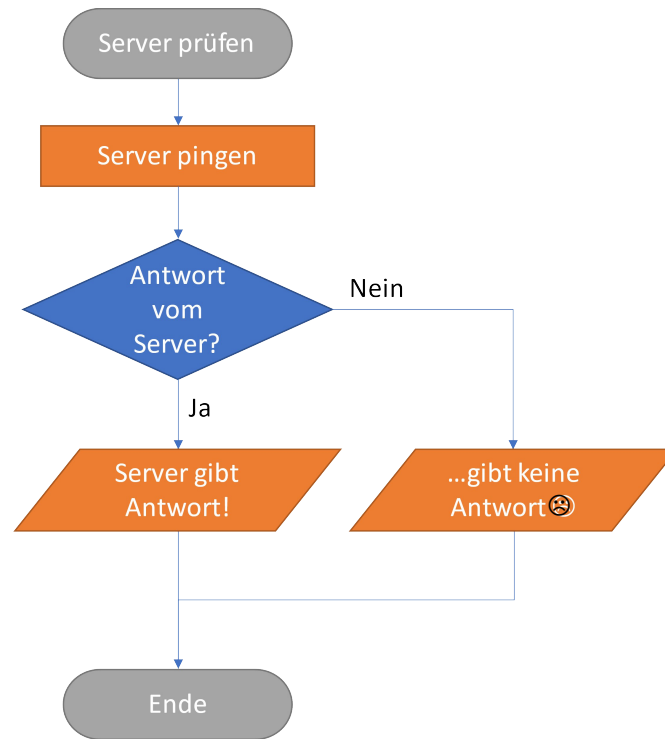 Server prüfen
Server pingen
Antwort
vom
Server?
Nein
Ja
Server gibt
Antwort!
...gibt keine
Antwort☹
Ende